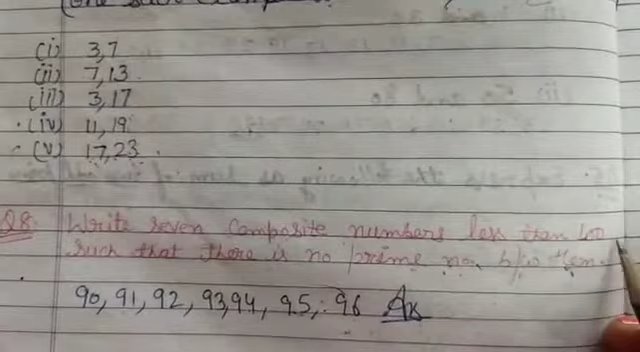 (i) 3,7
(ii) 7,13
(iii) 3,17
(iv) 11,19
(v) 17,23.
Q8. Write seven composite numbers less than 100
such that there is no prime no. b/w them.
90, 91, 92, 93, 94, 95, 96 Ans